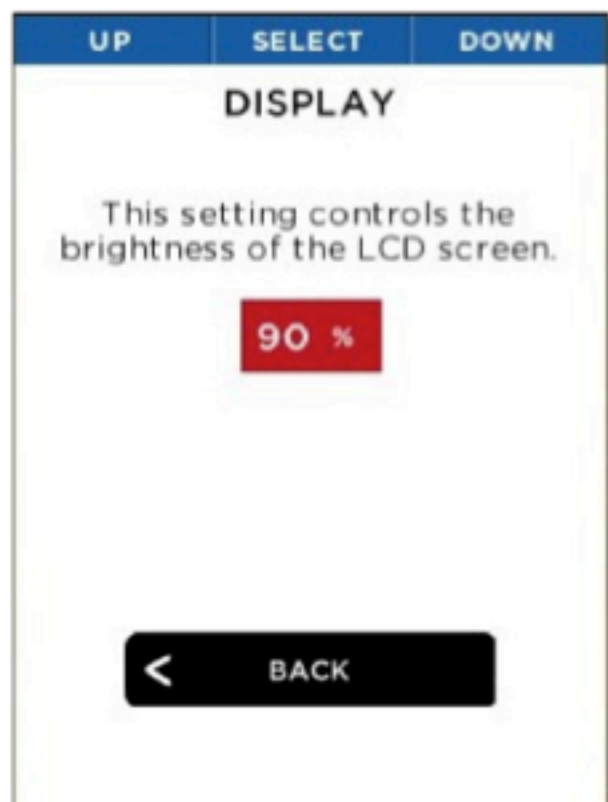 UP SELECT DOWN
DISPLAY
This setting controls the
brightness of the LCD screen.
90 %
< BACK